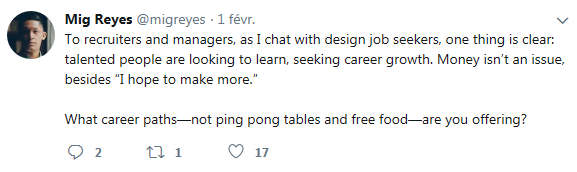 Mig Reyes @migreyes · 1 févr.
To recruiters and managers, as I chat with design job seekers, one thing is clear:
talented people are looking to learn, seeking career growth. Money isn't an issue,
besides “I hope to make more.”
What career paths—not ping pong tables and free food—are you offering?
2 1 17